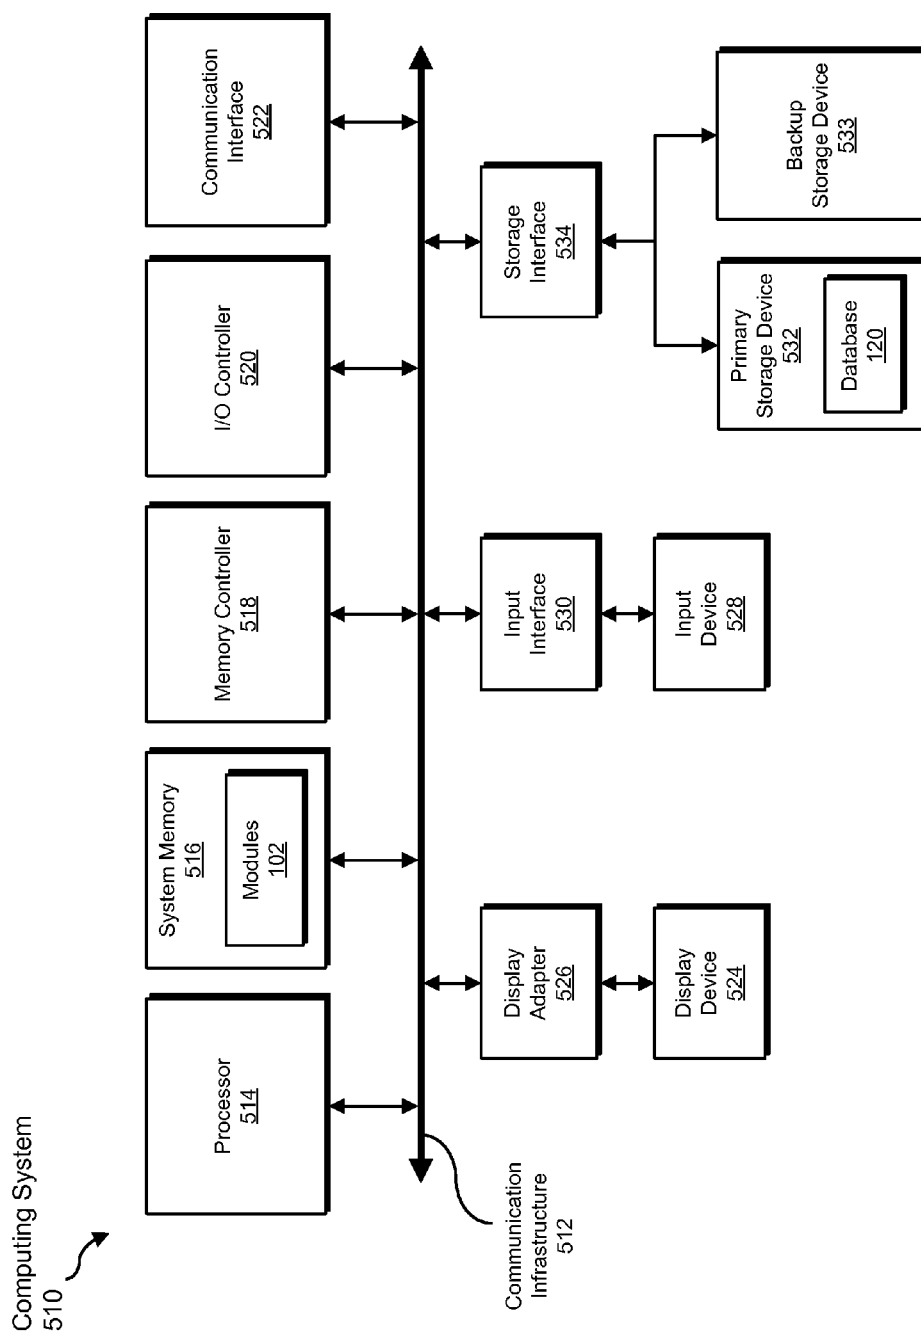 Computing System
510
Processor
514
System Memory
516
Modules
102
Memory Controller
518
I/O Controller
520
Communication
Interface
522
Communication
Infrastructure
512
Display
Adapter
526
Input
Interface
530
Storage
Interface
534
Display
Device
524
Input
Device
528
Primary
Storage Device
532
Database
120
Backup
Storage Device
533